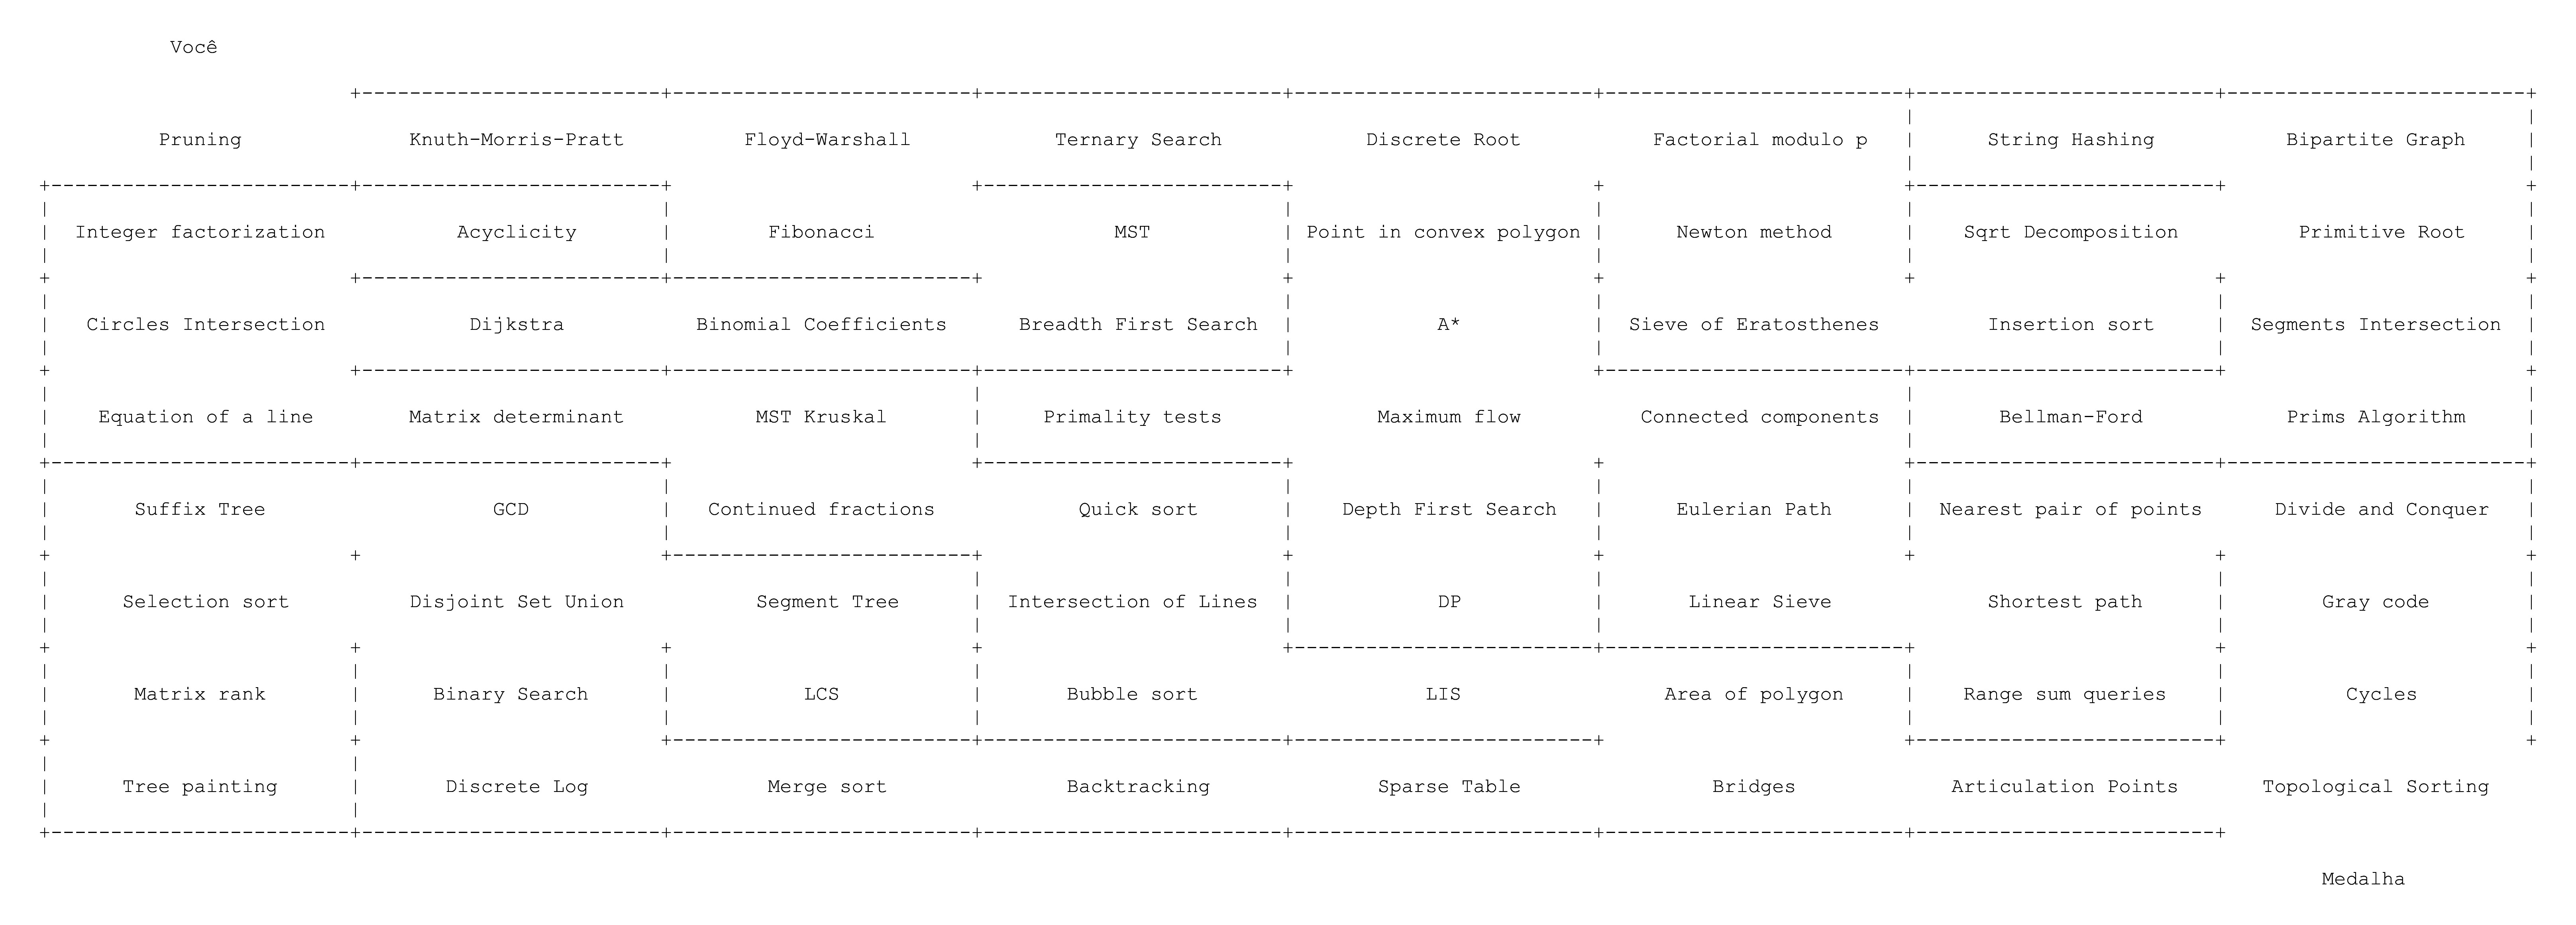 Você
Pruning Knuth-Morris-Pratt Floyd-Warshall Ternary Search Discrete Root Factorial modulo p String Hashing Bipartite Graph
Integer factorization Acyclicity Fibonacci MST Point in convex polygon Newton method Sqrt Decomposition Primitive Root
Circles Intersection Dijkstra Binomial Coefficients Breadth First Search A* Sieve of Eratosthenes Insertion sort Segments Intersection
Equation of a line Matrix determinant MST Kruskal Primality tests Maximum flow Connected components Bellman-Ford Prims Algorithm
Suffix Tree GCD Continued fractions Quick sort Depth First Search Eulerian Path Nearest pair of points Divide and Conquer
Selection sort Disjoint Set Union Segment Tree Intersection of Lines DP Linear Sieve Shortest path Gray code
Matrix rank Binary Search LCS Bubble sort LIS Area of polygon Range sum queries Cycles
Tree painting Discrete Log Merge sort Backtracking Sparse Table Bridges Articulation Points Topological Sorting
Medalha